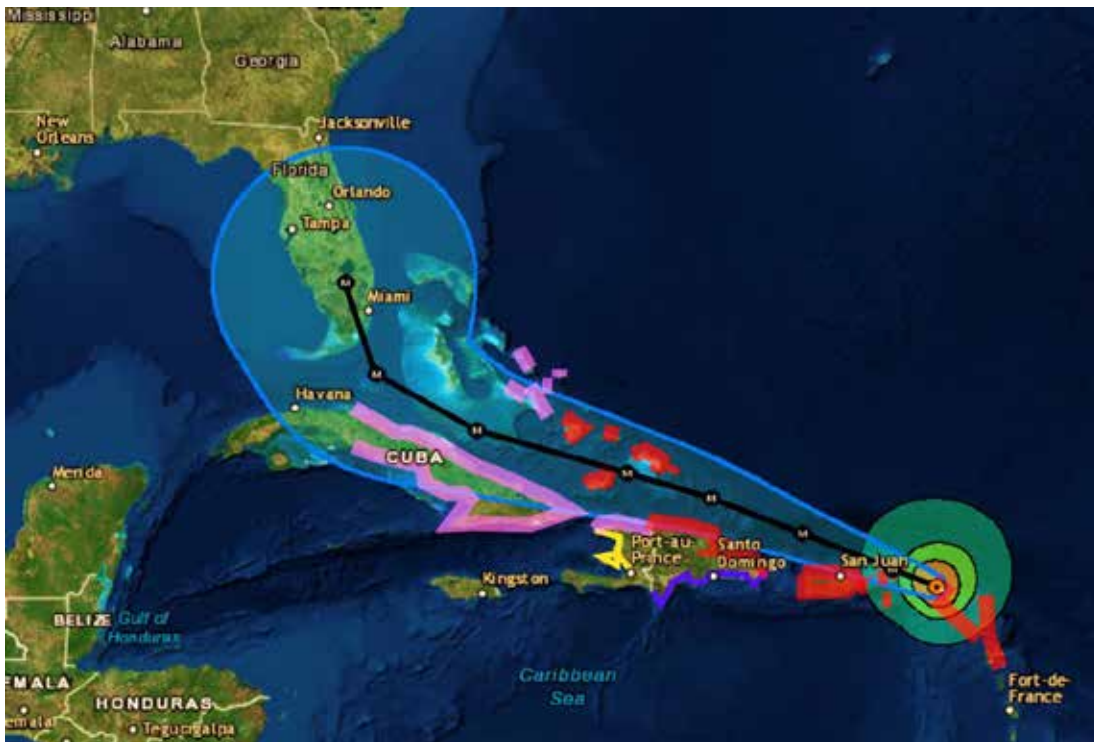 Mississippi
Alabama
Georgia
New
Orleans
Jacksonville
Florida
Orlando
Tampa
Miami
M
M
Havana
M
CUBA
Merida
M
M
M
Port-au-
Prince
Santo
Domingo
San Juan
Kingston
BELIZE
Gulf of
Honduras
Caribbean
Sea
EMALA
HONDURAS
Tegucigalpa
Fort-de-
France